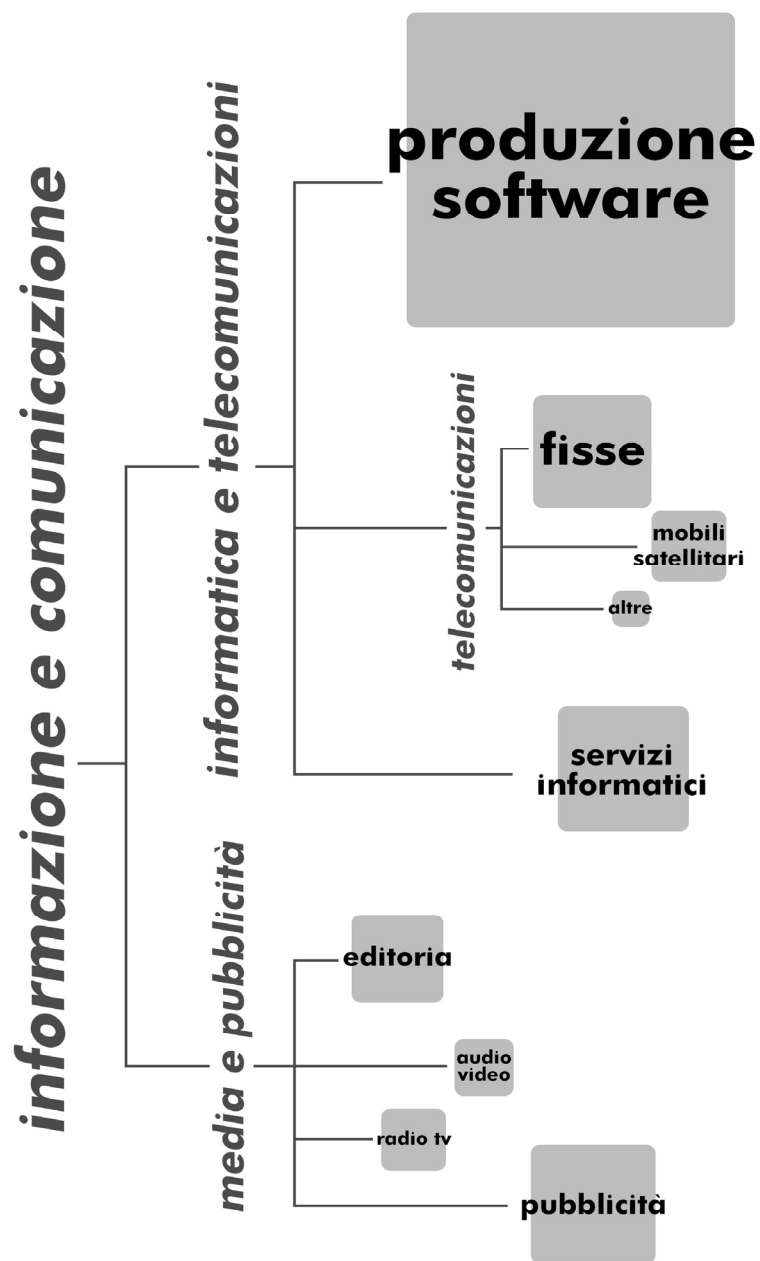 informazione e comunicazione
informatica e telecomunicazioni
produzione
software
telecomunicazioni
fisse
mobili
satellitari
altre
servizi
informatici
media e pubblicità
editoria
audio
video
radio tv
pubblicità